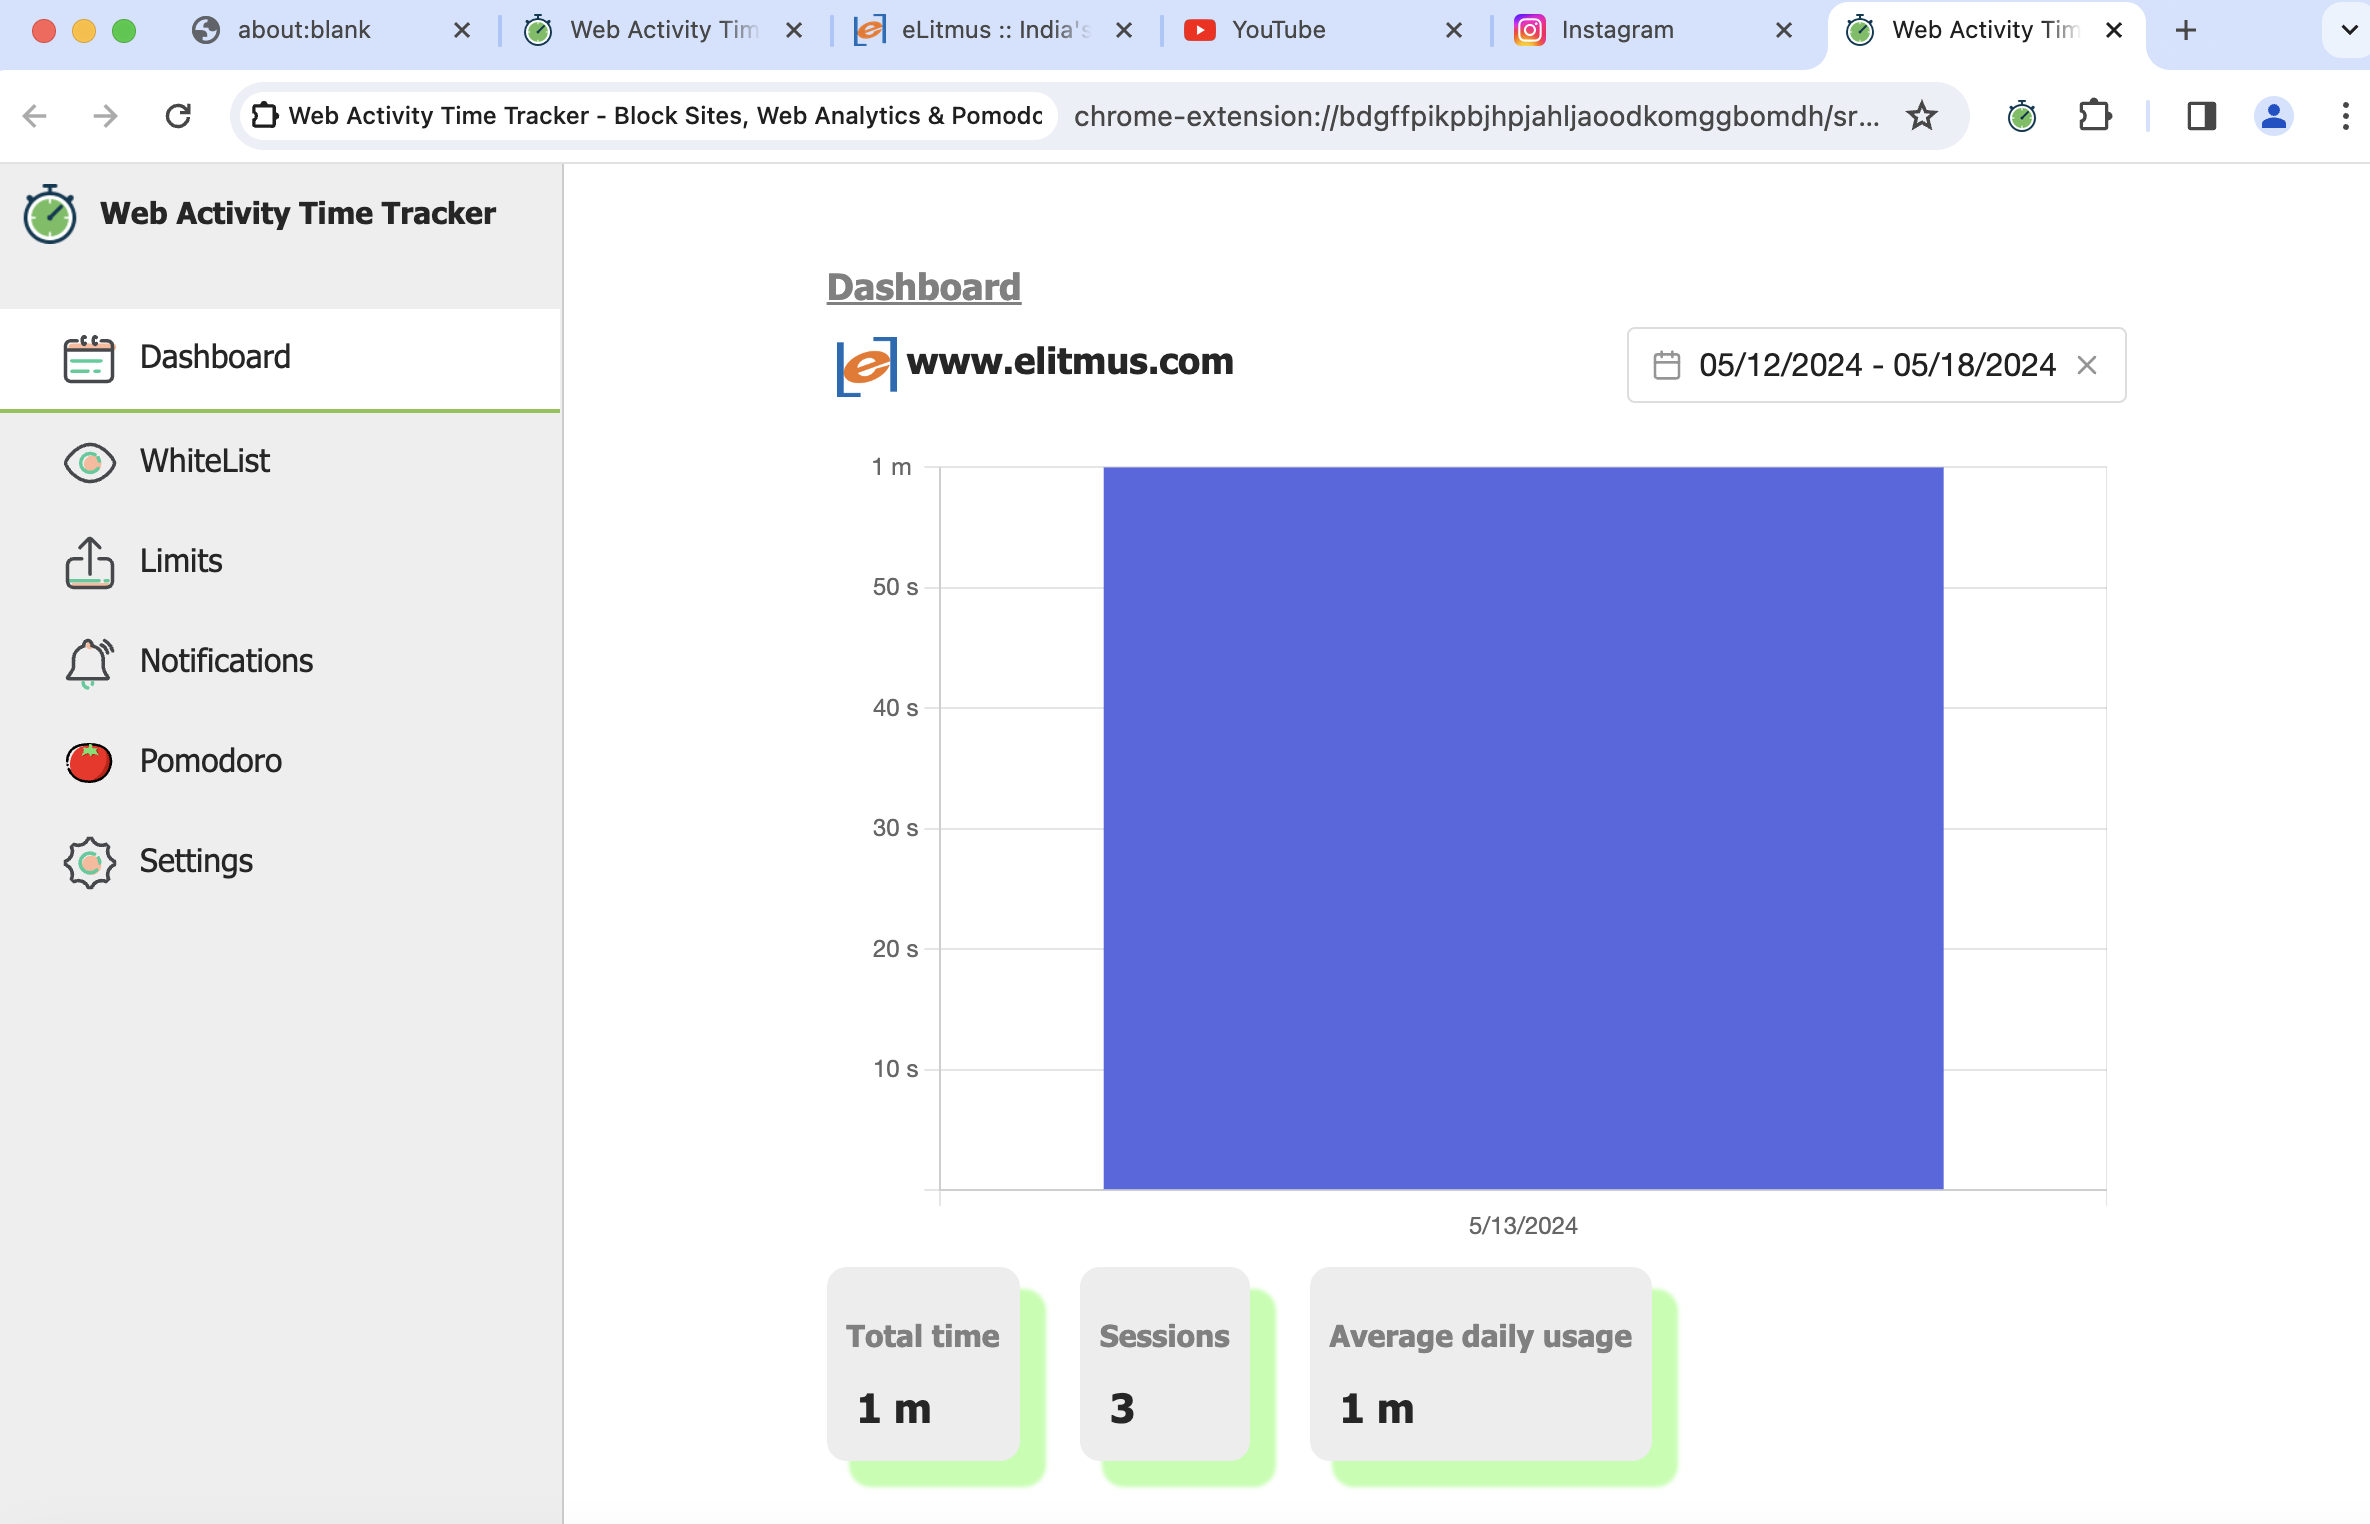 about:blank
Web Activity Tim
eLitmus :: India's
YouTube
Instagram
Web Activity Tim
Web Activity Time Tracker - Block Sites, Web Analytics & Pomodo
chrome-extension://bdgffpikpbjhpjahljaoodkomggbomdh/sr...
Web Activity Time Tracker
Dashboard
WhiteList
Limits
Notifications
Pomodoro
Settings
Dashboard
www.elitmus.com
05/12/2024 - 05/18/2024
1 m
50 s
40 s
30 s
20 s
10 s
5/13/2024
Total time
1 m
Sessions
3
Average daily usage
1 m